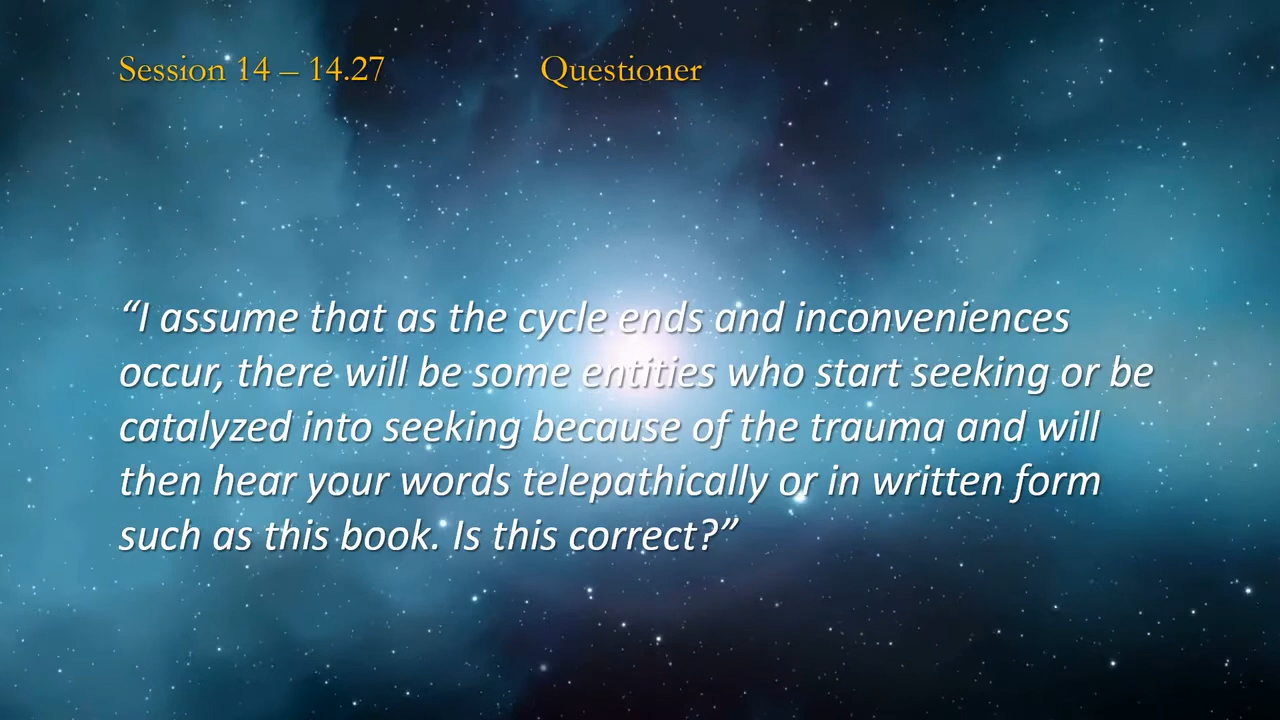 Session 14 – 14.27 Questioner
“I assume that as the cycle ends and inconveniences
occur, there will be some entities who start seeking or be
catalyzed into seeking because of the trauma and will
then hear your words telepathically or in written form
such as this book. Is this correct?”